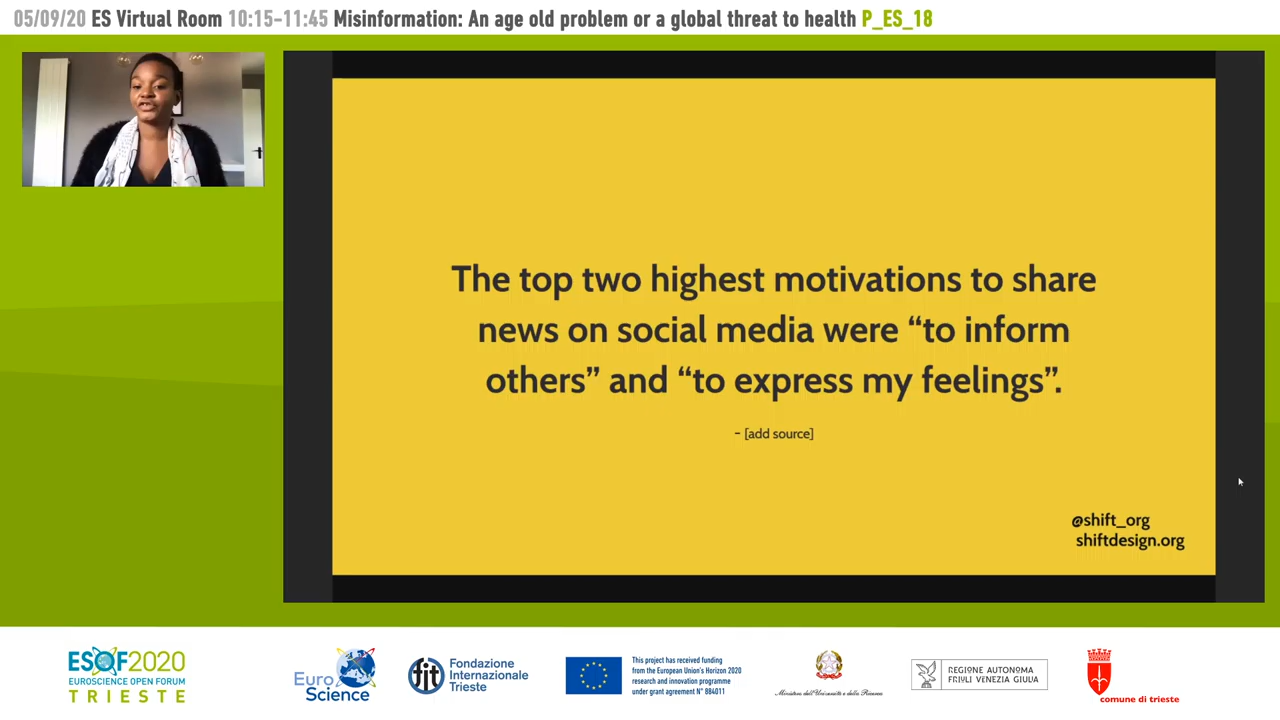 05/09/20 ES Virtual Room 10:15-11:45 Misinformation: An age old problem or a global threat to health P_ES_18
The top two highest motivations to share
news on social media were “to inform
others” and “to express my feelings”.
– [add source]
@shift_org
shiftdesign.org
ESOF2020
EUROSCIENCE OPEN FORUM
TRIESTE
Euro
Science
fit
Fondazione
Internazionale
Trieste
This project has received funding
from the European Union's Horizon 2020
research and innovation programme
under grant agreement N° 884011
Ministero dell'Università e della Ricerca
REGIONE AUTONOMA
FRIULI VENEZIA GIULIA
comune di trieste